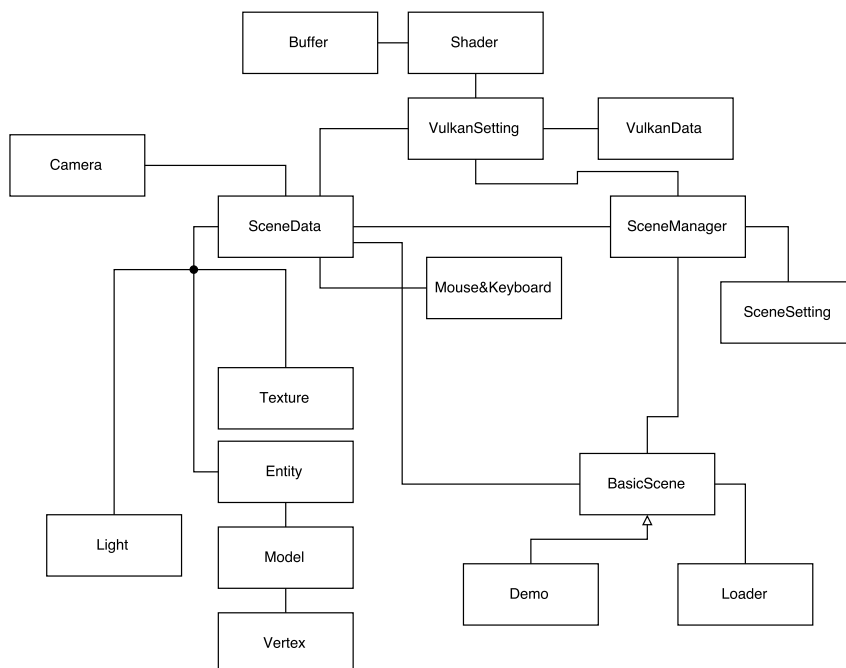 Buffer
Shader
VulkanSetting
VulkanData
Camera
SceneData
SceneManager
Mouse&Keyboard
SceneSetting
Texture
Entity
BasicScene
Light
Model
Demo
Loader
Vertex